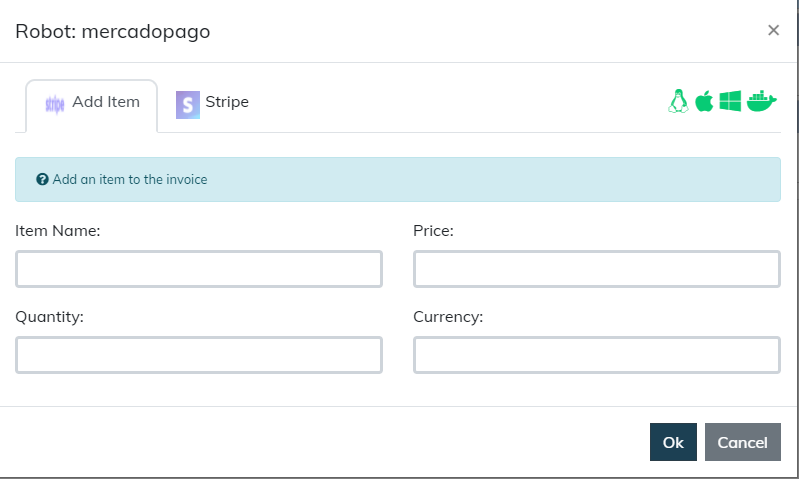 Robot: mercadopago
×
stripe Add Item
S Stripe
? Add an item to the invoice
Item Name:
Price:
Quantity:
Currency:
Ok
Cancel